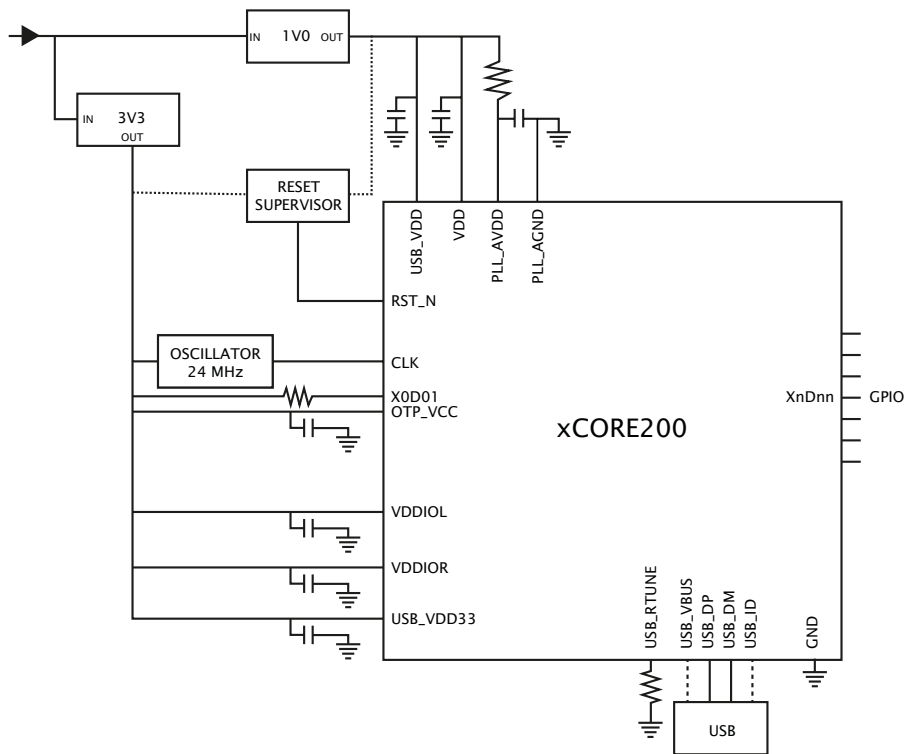 IN 1V0 OUT
IN 3V3
OUT
RESET
SUPERVISOR
USB_VDD
VDD
PLL_AVDD
PLL_AGND
RST_N
OSCILLATOR
24 MHz
CLK
X0D01
OTP_VCC
XnDnn
GPIO
xCORE200
VDDIOL
VDDIOR
USB_VDD33
USB_RTUNE
USB_VBUS
USB_DP
USB_DM
USB_ID
GND
USB